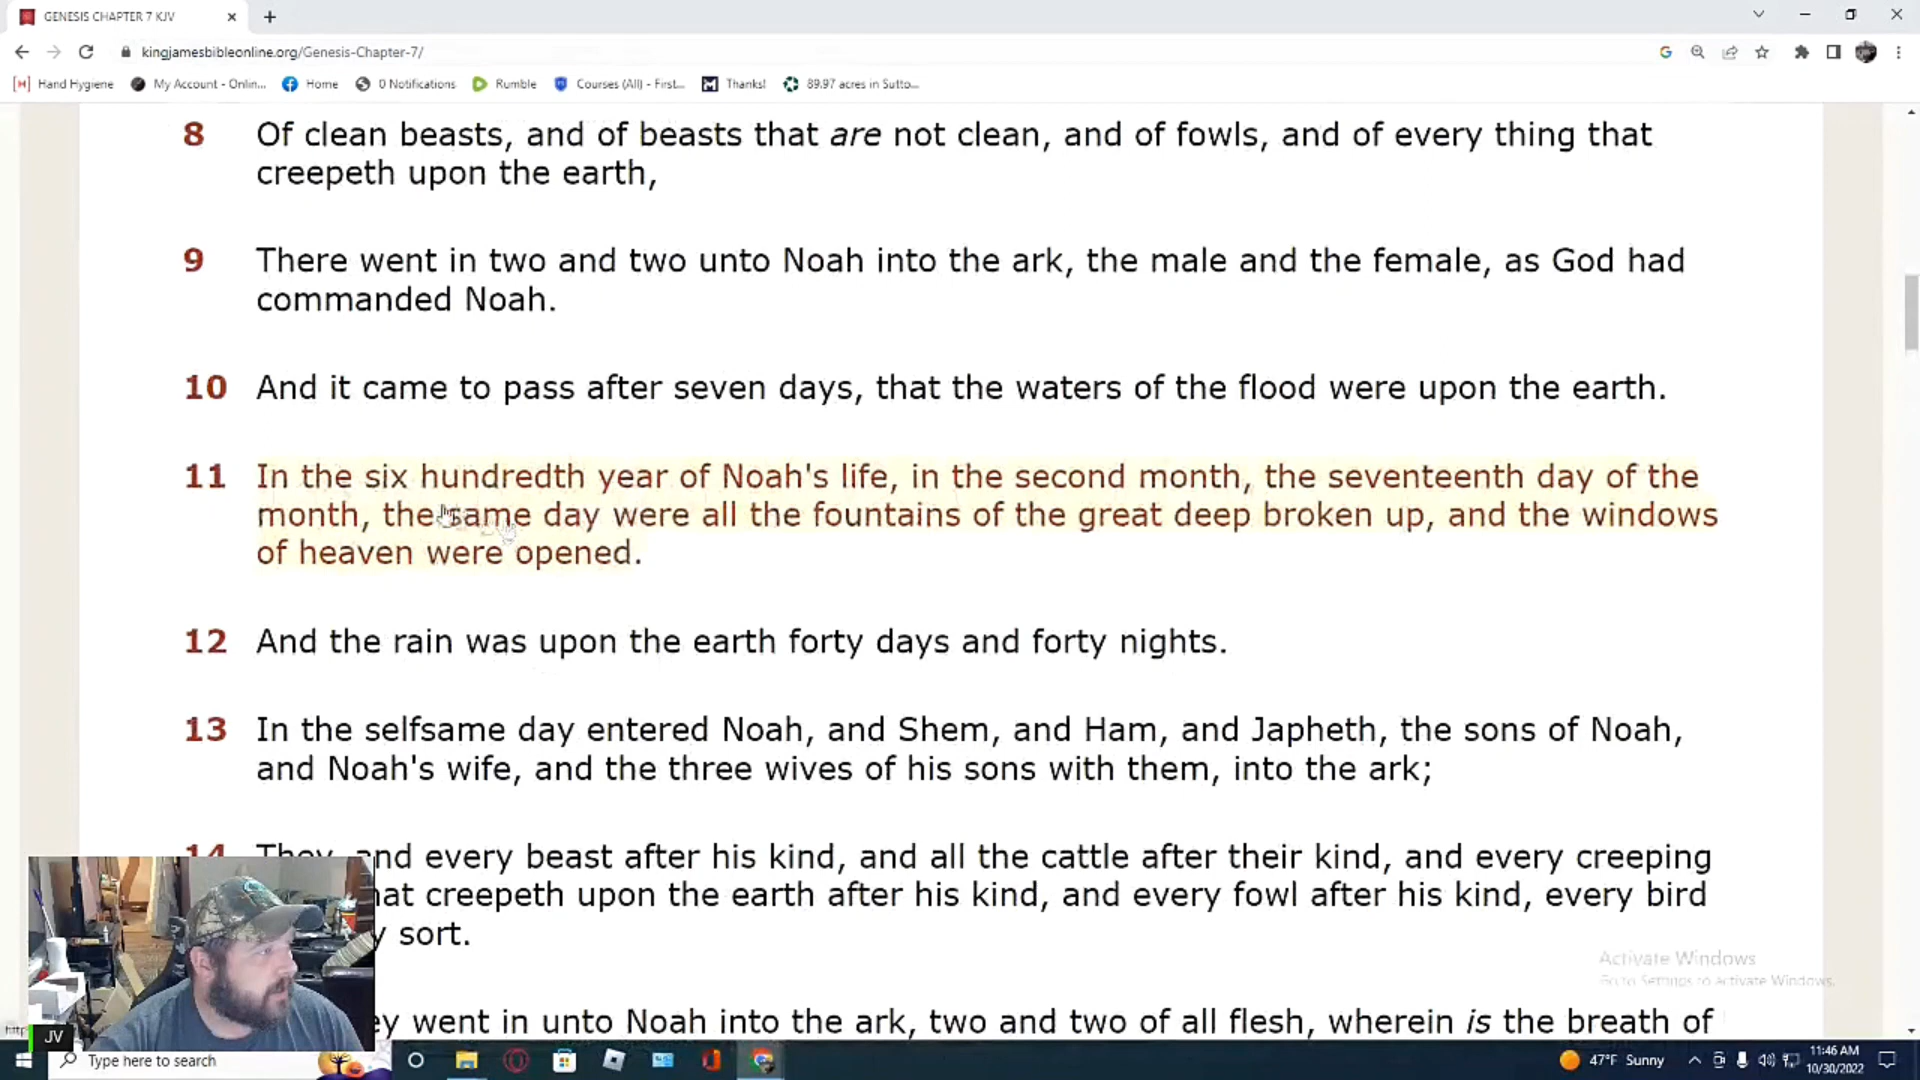 GENESIS CHAPTER 7 KJV
kingjamesbibleonline.org/Genesis-Chapter-7/
Hand Hygiene
My Account - Onlin...
Home
0 Notifications
Rumble
Courses (All) - First...
Thanks!
89.97 acres in Sutto...
8 Of clean beasts, and of beasts that are not clean, and of fowls, and of every thing that
creepeth upon the earth,
9 There went in two and two unto Noah into the ark, the male and the female, as God had
commanded Noah.
10 And it came to pass after seven days, that the waters of the flood were upon the earth.
11 In the six hundredth year of Noah's life, in the second month, the seventeenth day of the
month, the same day were all the fountains of the great deep broken up, and the windows
of heaven were opened.
12 And the rain was upon the earth forty days and forty nights.
13 In the selfsame day entered Noah, and Shem, and Ham, and Japheth, the sons of Noah,
and Noah's wife, and the three wives of his sons with them, into the ark;
14 They, and every beast after his kind, and all the cattle after their kind, and every creeping
that creepeth upon the earth after his kind, and every fowl after his kind, every bird
sort.
went in unto Noah into the ark, two and two of all flesh, wherein is the breath of
Activate Windows
Go to Settings to activate Windows.
JV
Type here to search
47°F Sunny
11:46 AM
10/30/2022